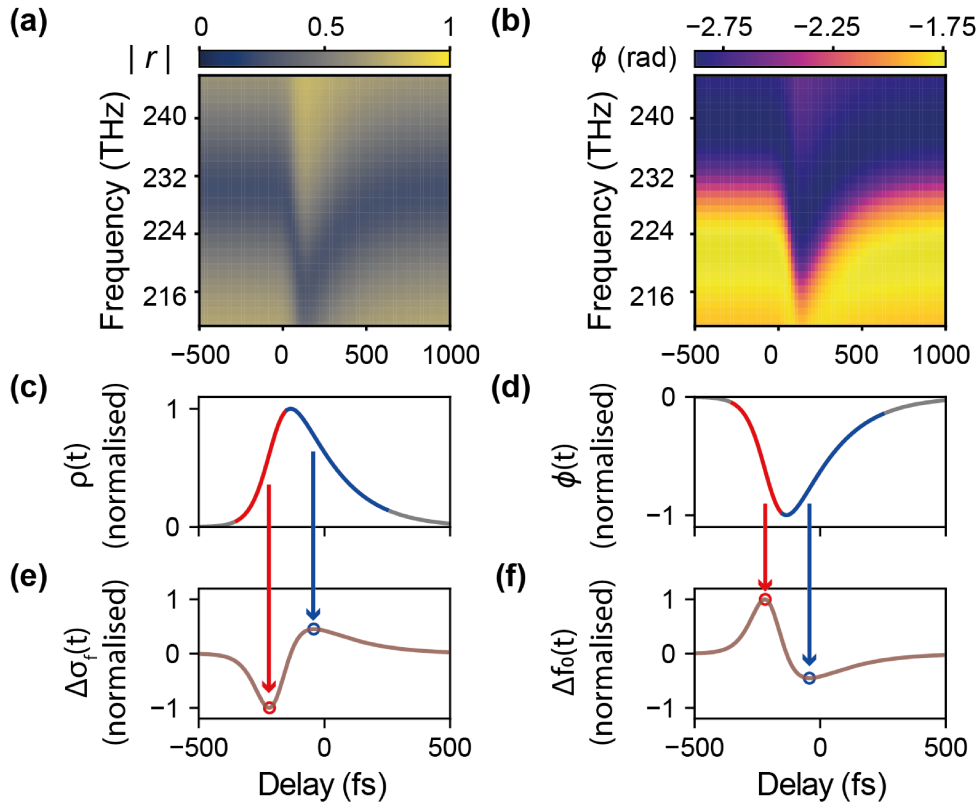 (a)
0 0.5 1
| r |
Frequency (THz)
240
232
224
216
−500 0 500 1000
(b)
−2.75 −2.25 −1.75
ϕ (rad)
Frequency (THz)
240
232
224
216
−500 0 500 1000
(c)
ρ(t)
(normalised)
1
0
(d)
ϕ(t)
(normalised)
0
−1
(e)
Δσf(t)
(normalised)
1
0
−1
−500 0 500
Delay (fs)
(f)
Δf₀(t)
(normalised)
1
0
−1
−500 0 500
Delay (fs)